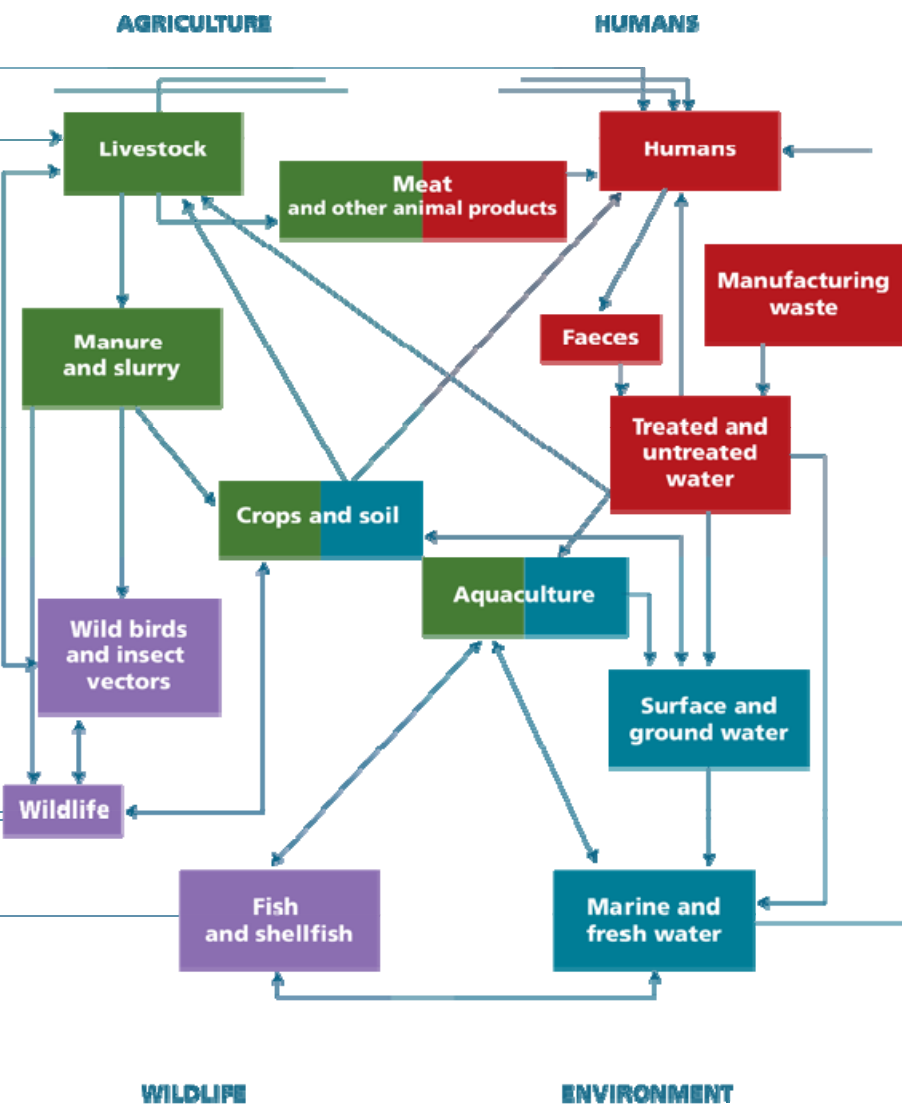 AGRICULTURE
HUMANS
Livestock
Humans
Meat
and other animal products
Manufacturing
waste
Manure
and slurry
Faeces
Treated and
untreated
water
Crops and soil
Aquaculture
Wild birds
and insect
vectors
Surface and
ground water
Wildlife
Fish
and shellfish
Marine and
fresh water
WILDLIFE
ENVIRONMENT